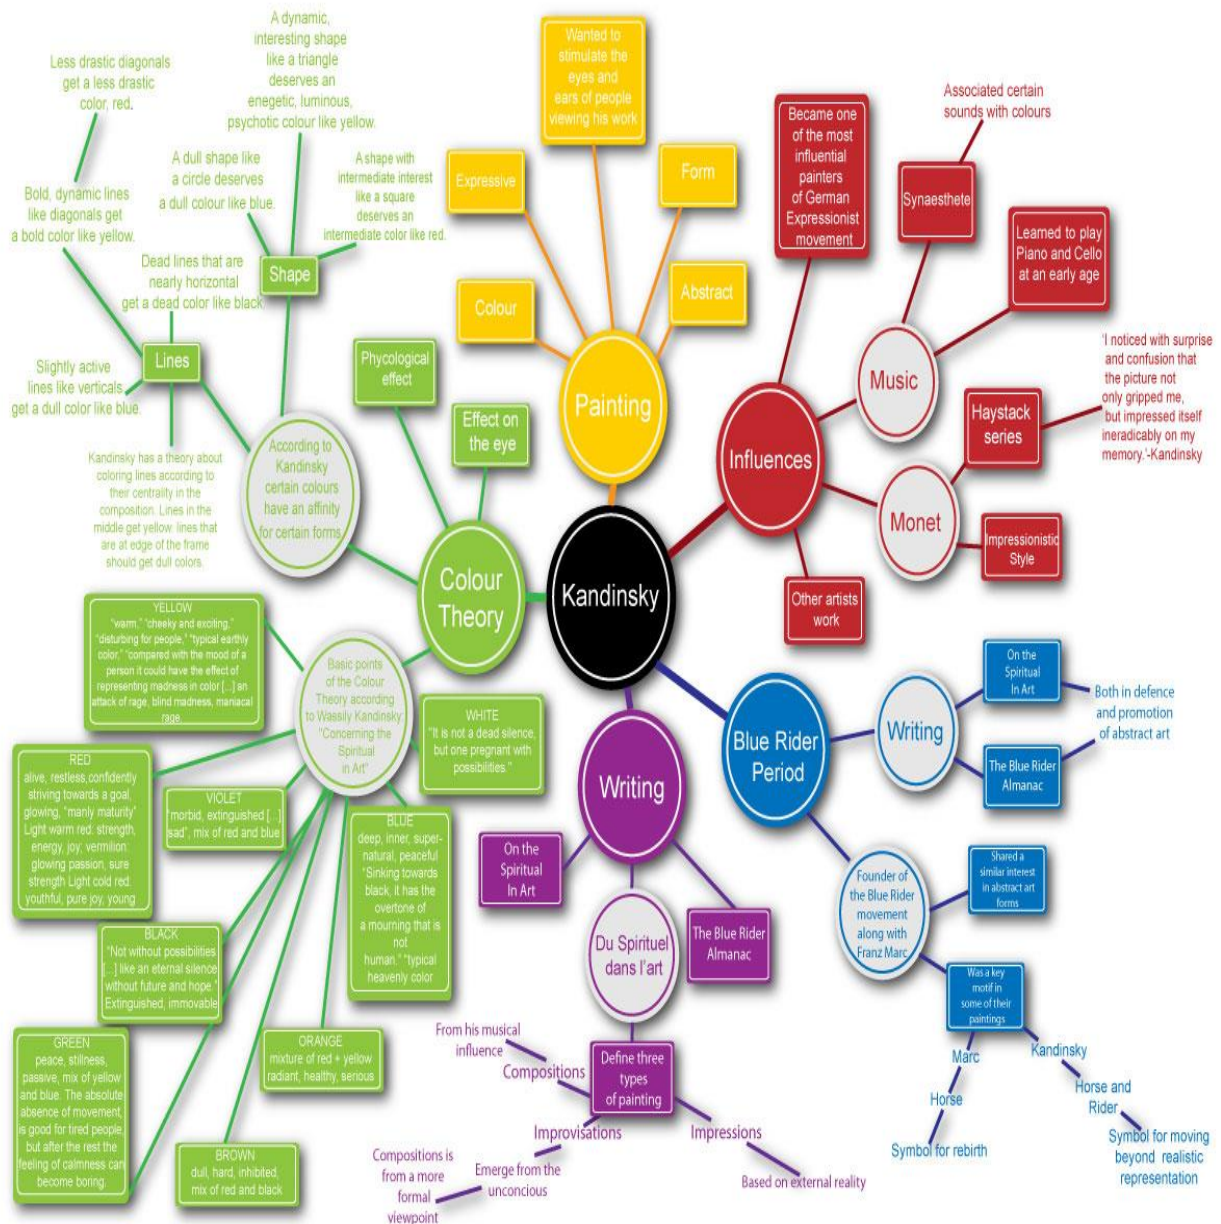 Less drastic diagonals
get a less drastic
color, red.
A dynamic,
interesting shape
like a triangle
deserves an
enegetic, luminous,
psychotic colour like yellow.
A dull shape like
a circle deserves
a dull colour like blue.
A shape with
intermediate interest
like a square
deserves an
intermediate color like red.
Bold, dynamic lines
like diagonals get
a bold color like yellow.
Dead lines that are
nearly horizontal
get a dead color like black.
Shape
Lines
Slightly active
lines like verticals
get a dull color like blue.
Kandinsky has a theory about
coloring lines according to
their centrality in the
composition. Lines in the
middle get yellow. lines that
are at edge of the frame
should get dull colors.
According to
Kandinsky
certain colours
have an affinity
for certain forms
Phycological
effect
Effect on
the eye
Colour
Theory
Wanted to
stimulate the
eyes and
ears of people
viewing his work
Expressive
Form
Colour
Abstract
Painting
Became one
of the most
influential
painters
of German
Expressionist
movement
Associated certain
sounds with colours
Synaesthete
Learned to play
Piano and Cello
at an early age
Music
Influences
Haystack
series
'I noticed with surprise
and confusion that
the picture not
only gripped me,
but impressed itself
ineradicably on my
memory.'-Kandinsky
Monet
Impressionistic
Style
Other artists
work
Kandinsky
YELLOW
"warm," "cheeky and exciting,"
"disturbing for people," "typical earthly
color," "compared with the mood of a
person it could have the effect of
representing madness in color [...] an
attack of rage, blind madness, maniacal
rage.
Basic points
of the Colour
Theory according
to Wassily Kandinsky:
"Concerning the
Spiritual
in Art"
WHITE
"It is not a dead silence,
but one pregnant with
possibilities."
RED
alive, restless,confidently
striving towards a goal,
glowing, "manly maturity"
Light warm red: strength,
energy, joy; vermilion:
glowing passion, sure
strength Light cold red:
youthful, pure joy, young
VIOLET
"morbid, extinguished [...]
sad", mix of red and blue
BLUE
deep, inner, super-
natural, peaceful
"Sinking towards
black, it has the
overtone of
a mourning that is
not
human." "typical
heavenly color
BLACK
"Not without possibilities
[...] like an eternal silence
without future and hope."
Extinguished, immovable
GREEN
peace, stillness,
passive, mix of yellow
and blue. The absolute
absence of movement,
is good for tired people,
but after the rest the
feeling of calmness can
become boring.
ORANGE
mixture of red + yellow
radiant, healthy, serious
BROWN
dull, hard, inhibited,
mix of red and black
Writing
On the
Spiritual
In Art
Du Spirituel
dans l'art
The Blue Rider
Almanac
Define three
types
of painting
From his musical
influence
Compositions
Improvisations
Impressions
Compositions is
from a more
formal
viewpoint
Emerge from the
unconcious
Based on external reality
Blue Rider
Period
Writing
On the
Spiritual
In Art
Both in defence
and promotion
of abstract art
The Blue Rider
Almanac
Founder of
the Blue Rider
movement
along with
Franz Marc
Shared a
similar interest
in abstract art
forms
Was a key
motif in
some of their
paintings
Marc
Kandinsky
Horse
Horse and
Rider
Symbol for rebirth
Symbol for moving
beyond realistic
representation